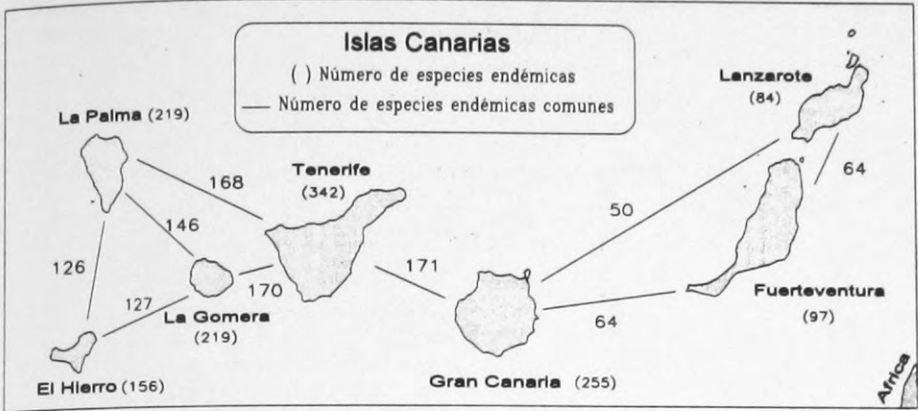 Islas Canarias
( ) Número de especies endémicas
— Número de especies endémicas comunes
Lanzarote
(84)
La Palma (219)
Tenerife
(342)
168
64
50
146
126
171
127
170
La Gomera
(219)
64
Fuerteventura
(97)
El Hierro (156)
Gran Canaria (255)
Africa